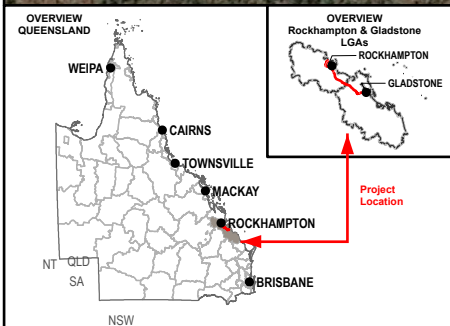 OVERVIEW
QUEENSLAND
WEIPA
CAIRNS
TOWNSVILLE
MACKAY
ROCKHAMPTON
BRISBANE
NT
QLD
SA
NSW
OVERVIEW
Rockhampton & Gladstone
LGAs
ROCKHAMPTON
GLADSTONE
Project
Location